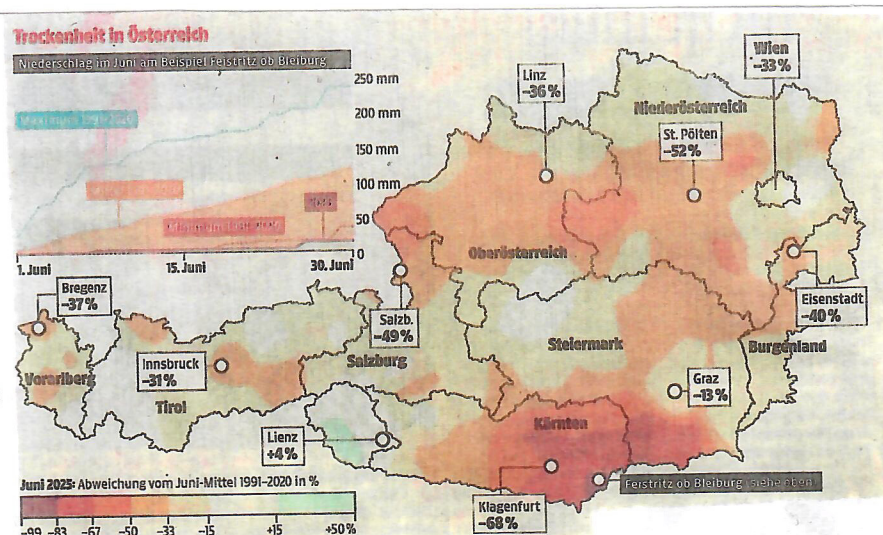 Trockenheit in Österreich
Niederschlag im Juni am Beispiel Feistritz ob Bleiburg
250 mm
200 mm
150 mm
100 mm
50
0
1. Juni
15. Juni
30. Juni
Linz
–36 %
Wien
–33 %
Niederösterreich
St. Pölten
–52 %
Oberösterreich
Bregenz
–37 %
Salzb.
–49 %
Eisenstadt
–40 %
Innsbruck
–31 %
Vorarlberg
Tirol
Salzburg
Steiermark
Burgenland
Graz
–13 %
Lienz
+4 %
Kärnten
Klagenfurt
–68 %
Feistritz ob Bleiburg (siehe oben)
Juni 2025: Abweichung vom Juni-Mittel 1991–2020 in %
–99 –83 –67 –50 –33 –15 +15 +50 %